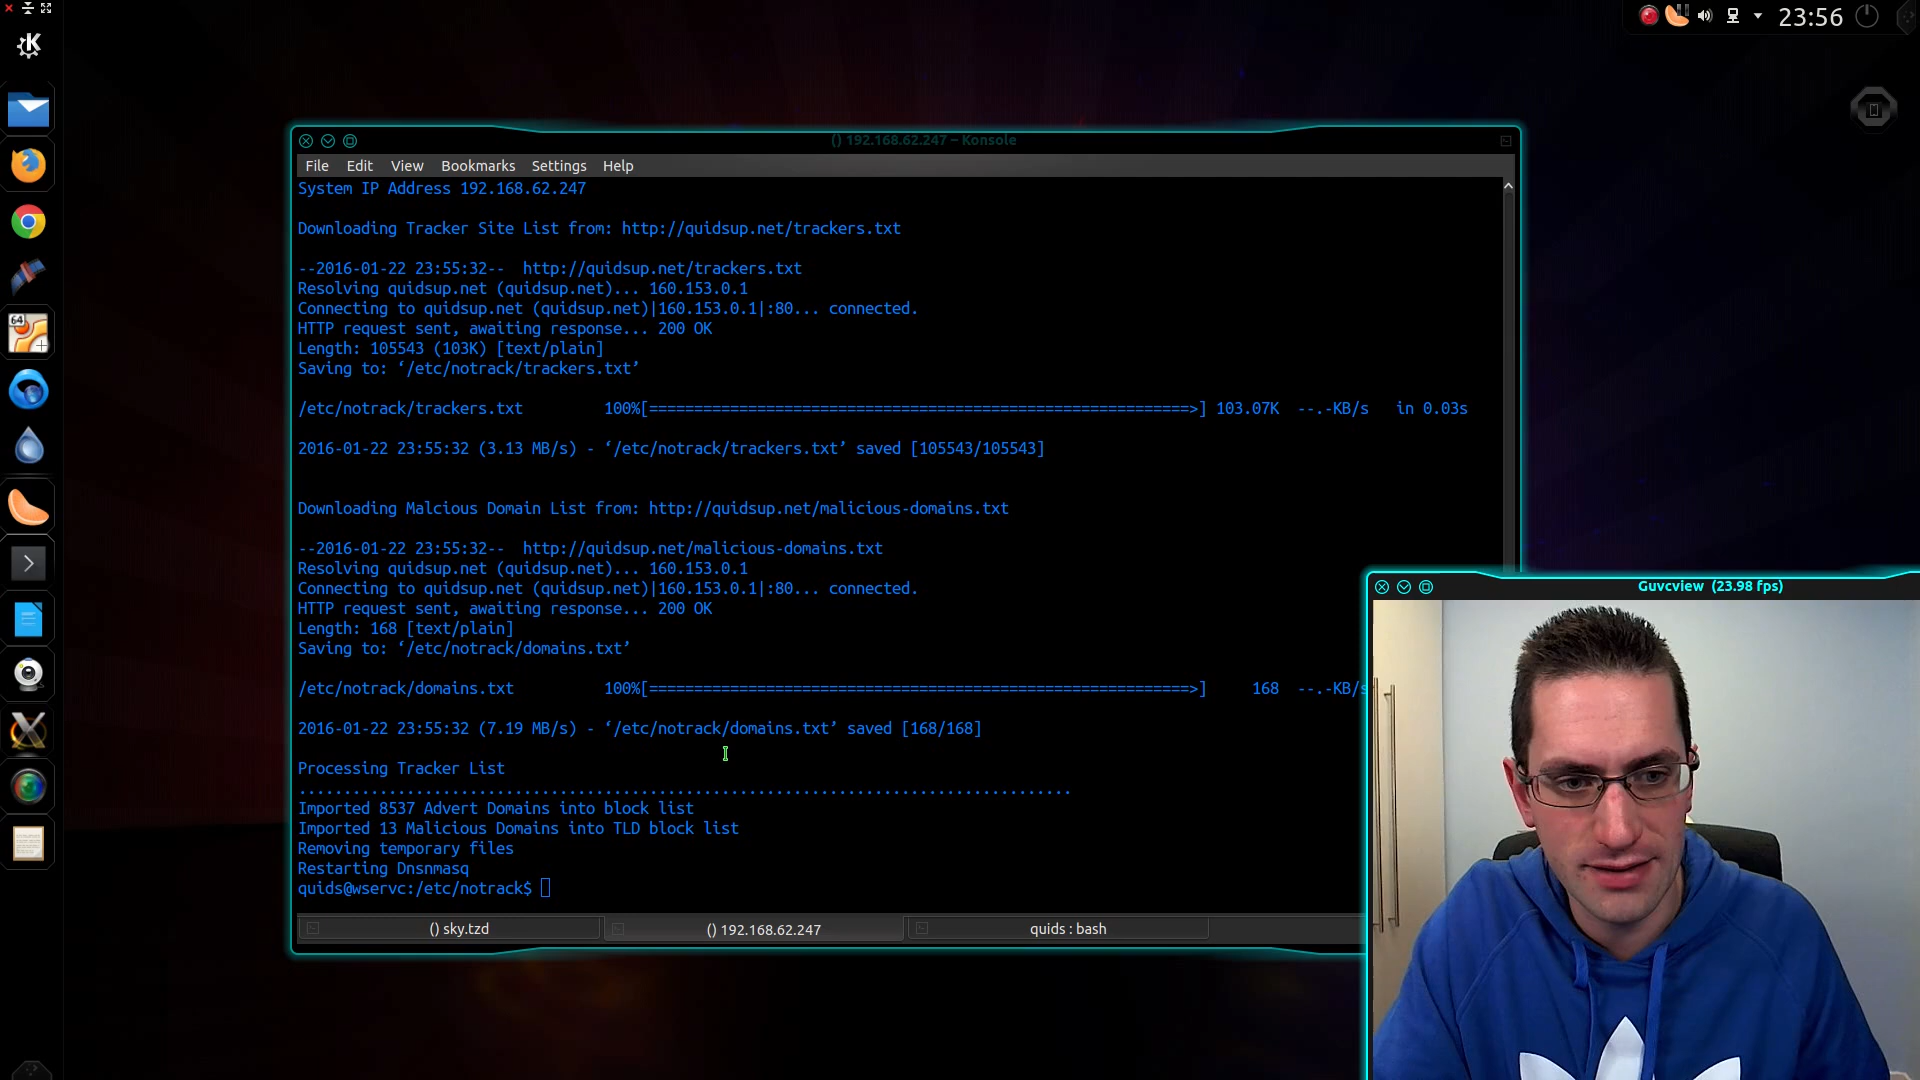 23:56
() 192.168.62.247 – Konsole
File Edit View Bookmarks Settings Help
System IP Address 192.168.62.247
Downloading Tracker Site List from: http://quidsup.net/trackers.txt
--2016-01-22 23:55:32-- http://quidsup.net/trackers.txt
Resolving quidsup.net (quidsup.net)... 160.153.0.1
Connecting to quidsup.net (quidsup.net)|160.153.0.1|:80... connected.
HTTP request sent, awaiting response... 200 OK
Length: 105543 (103K) [text/plain]
Saving to: ‘/etc/notrack/trackers.txt’
/etc/notrack/trackers.txt 100%[============================================================>] 103.07K --.-KB/s in 0.03s
2016-01-22 23:55:32 (3.13 MB/s) - ‘/etc/notrack/trackers.txt’ saved [105543/105543]
Downloading Malcious Domain List from: http://quidsup.net/malicious-domains.txt
--2016-01-22 23:55:32-- http://quidsup.net/malicious-domains.txt
Resolving quidsup.net (quidsup.net)... 160.153.0.1
Connecting to quidsup.net (quidsup.net)|160.153.0.1|:80... connected.
HTTP request sent, awaiting response... 200 OK
Length: 168 [text/plain]
Saving to: ‘/etc/notrack/domains.txt’
/etc/notrack/domains.txt 100%[============================================================>] 168 --.-KB/s
2016-01-22 23:55:32 (7.19 MB/s) - ‘/etc/notrack/domains.txt’ saved [168/168]
Processing Tracker List
......................................................................................
Imported 8537 Advert Domains into block list
Imported 13 Malicious Domains into TLD block list
Removing temporary files
Restarting Dnsnmasq
quids@wservc:/etc/notrack$
() sky.tzd
() 192.168.62.247
quids : bash
Guvcview (23.98 fps)
64